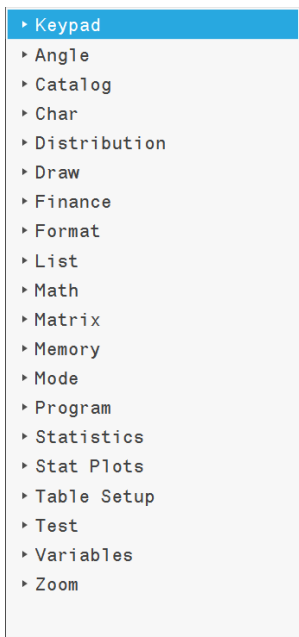 Keypad
Angle
Catalog
Char
Distribution
Draw
Finance
Format
List
Math
Matrix
Memory
Mode
Program
Statistics
Stat Plots
Table Setup
Test
Variables
Zoom